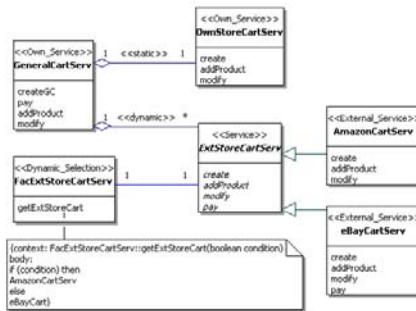 <<Own_Service>>
OwnStoreCartServ
create
addProduct
modify
<<Own_Service>>
GeneralCartServ
createGC
pay
addProduct
modify
1 <<static>> 1
1 <<dynamic>> *
<<Service>>
ExtStoreCartServ
create
addProduct
modify
pay
<<External_Service>>
AmazonCartServ
create
addProduct
modify
<<Dynamic_Selection>>
FacExtStoreCartServ
getExtStoreCart
1 1
<<External_Service>>
eBayCartServ
create
addProduct
modify
pay
{context: FacExtStoreCartServ::getExtStoreCart(boolean condition)
body:
if (condition) then
AmazonCartServ
else
eBayCart}